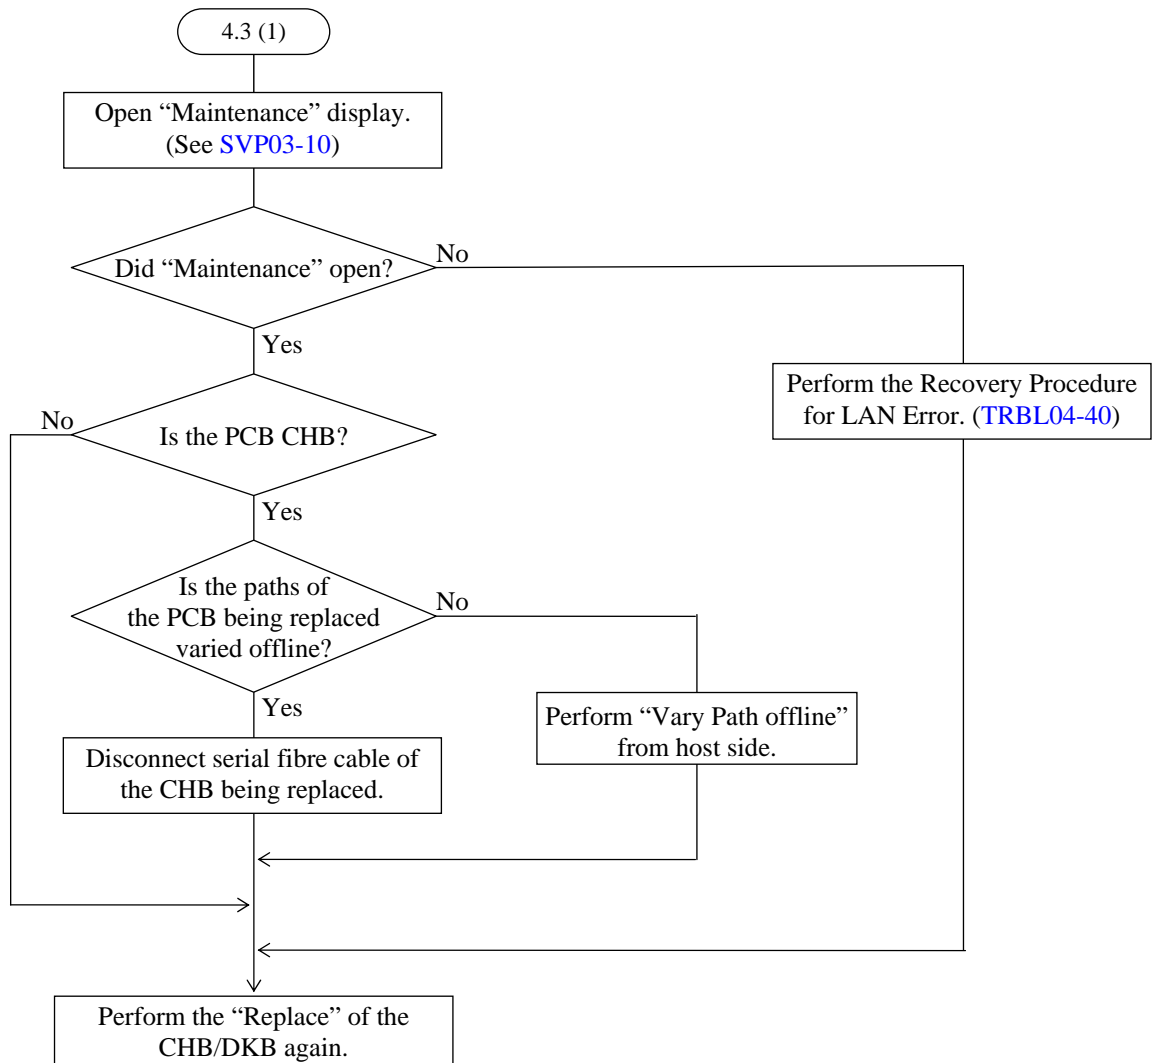 4.3 (1)
Open “Maintenance” display.
(See SVP03-10)
Did “Maintenance” open?
No
Yes
Perform the Recovery Procedure
for LAN Error. (TRBL04-40)
No
Is the PCB CHB?
Yes
Is the paths of
the PCB being replaced
varied offline?
No
Yes
Perform “Vary Path offline”
from host side.
Disconnect serial fibre cable of
the CHB being replaced.
Perform the “Replace” of the
CHB/DKB again.